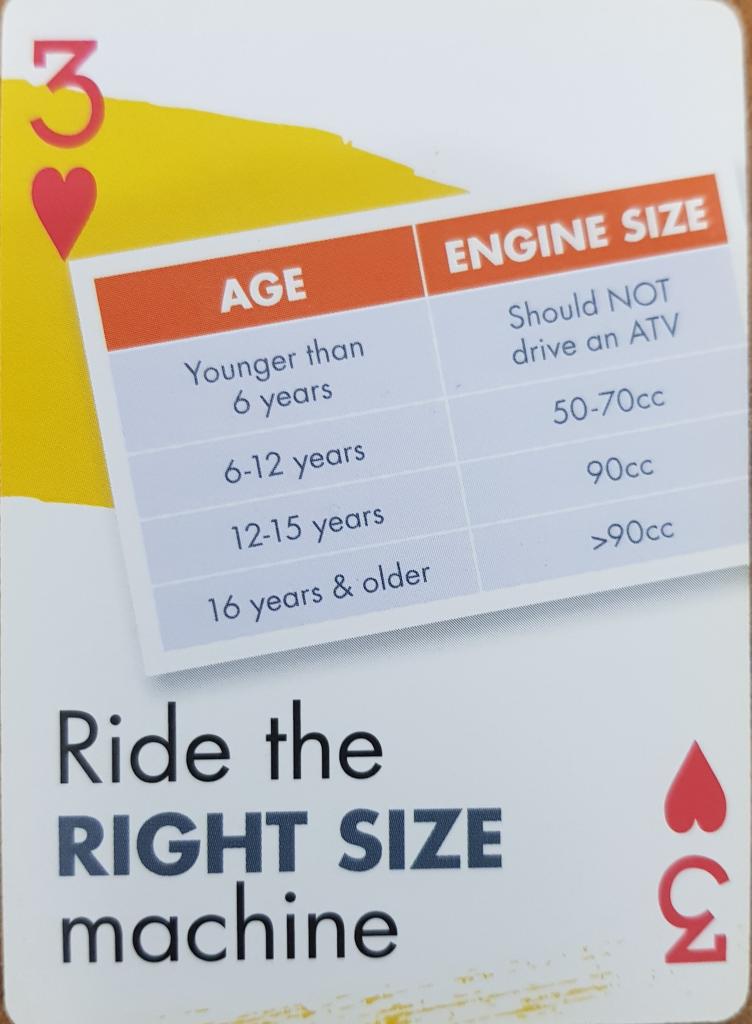 3
AGE
ENGINE SIZE
Younger than
6 years
Should NOT
drive an ATV
6-12 years
50-70cc
12-15 years
90cc
16 years & older
>90cc
Ride the
RIGHT SIZE
machine
3